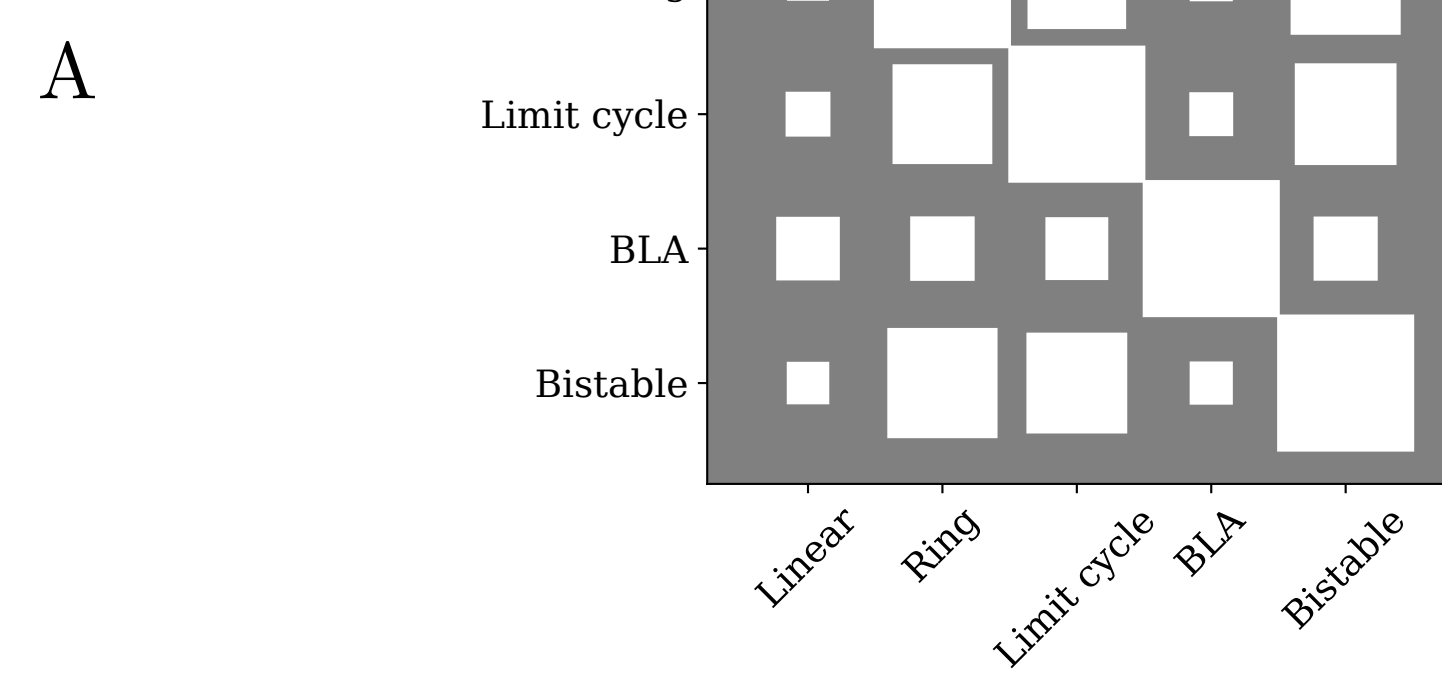 A
Limit cycle
BLA
Bistable
Linear
Ring
Limit cycle
BLA
Bistable